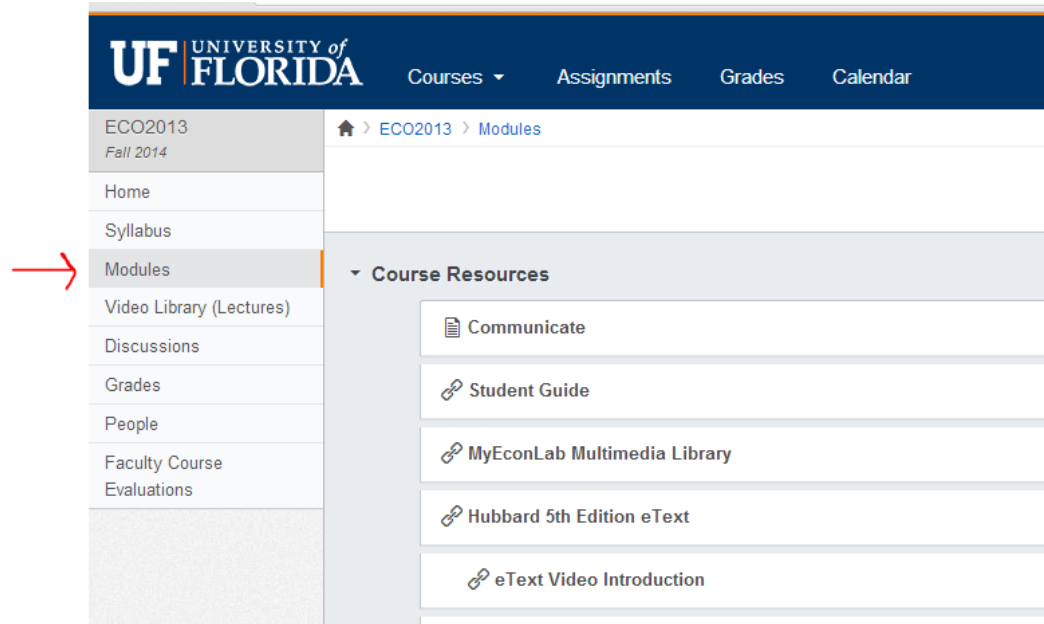 UF UNIVERSITY of
FLORIDA
Courses
Assignments
Grades
Calendar
ECO2013
Fall 2014
Home
Syllabus
Modules
Video Library (Lectures)
Discussions
Grades
People
Faculty Course
Evaluations
ECO2013 > Modules
Course Resources
Communicate
Student Guide
MyEconLab Multimedia Library
Hubbard 5th Edition eText
eText Video Introduction